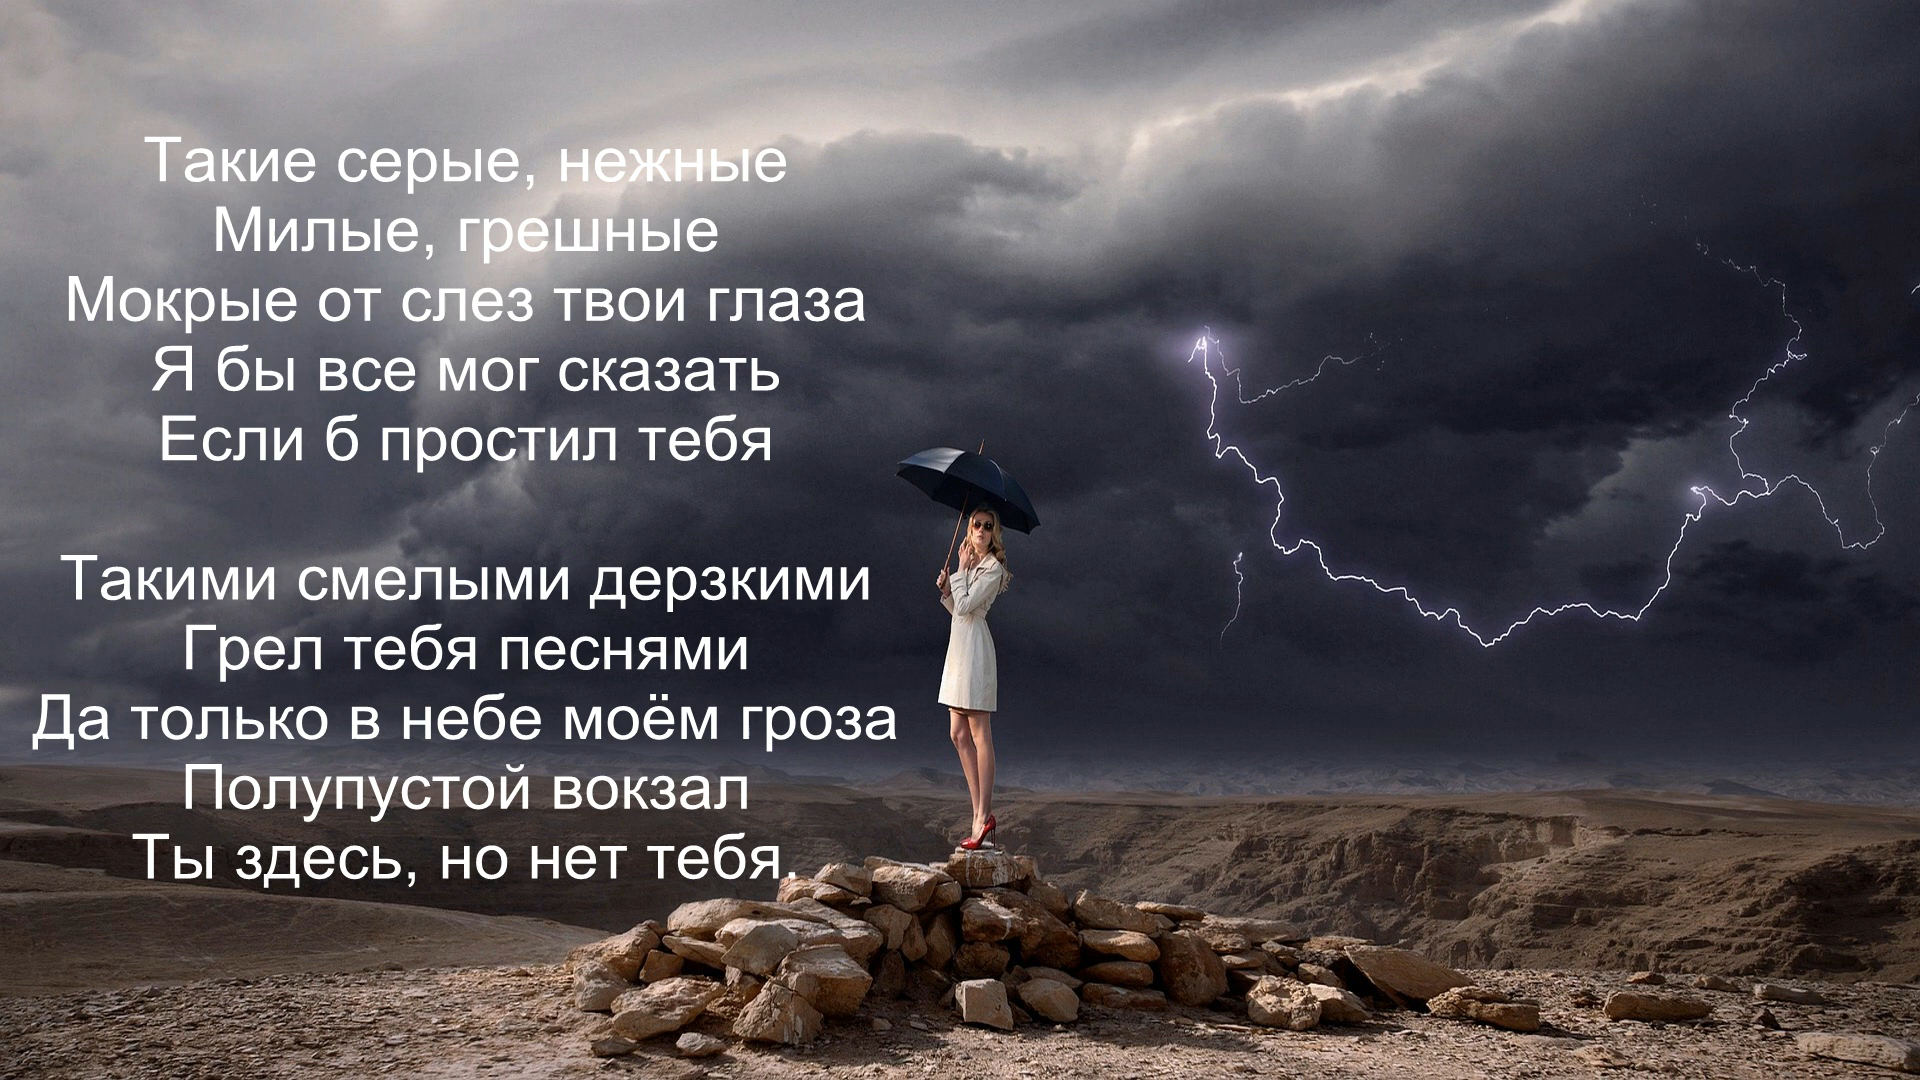 Такие серые, нежные
Милые, грешные
Мокрые от слез твои глаза
Я бы все мог сказать
Если б простил тебя
Такими смелыми дерзкими
Грел тебя песнями
Да только в небе моём гроза
Полупустой вокзал
Ты здесь, но нет тебя.